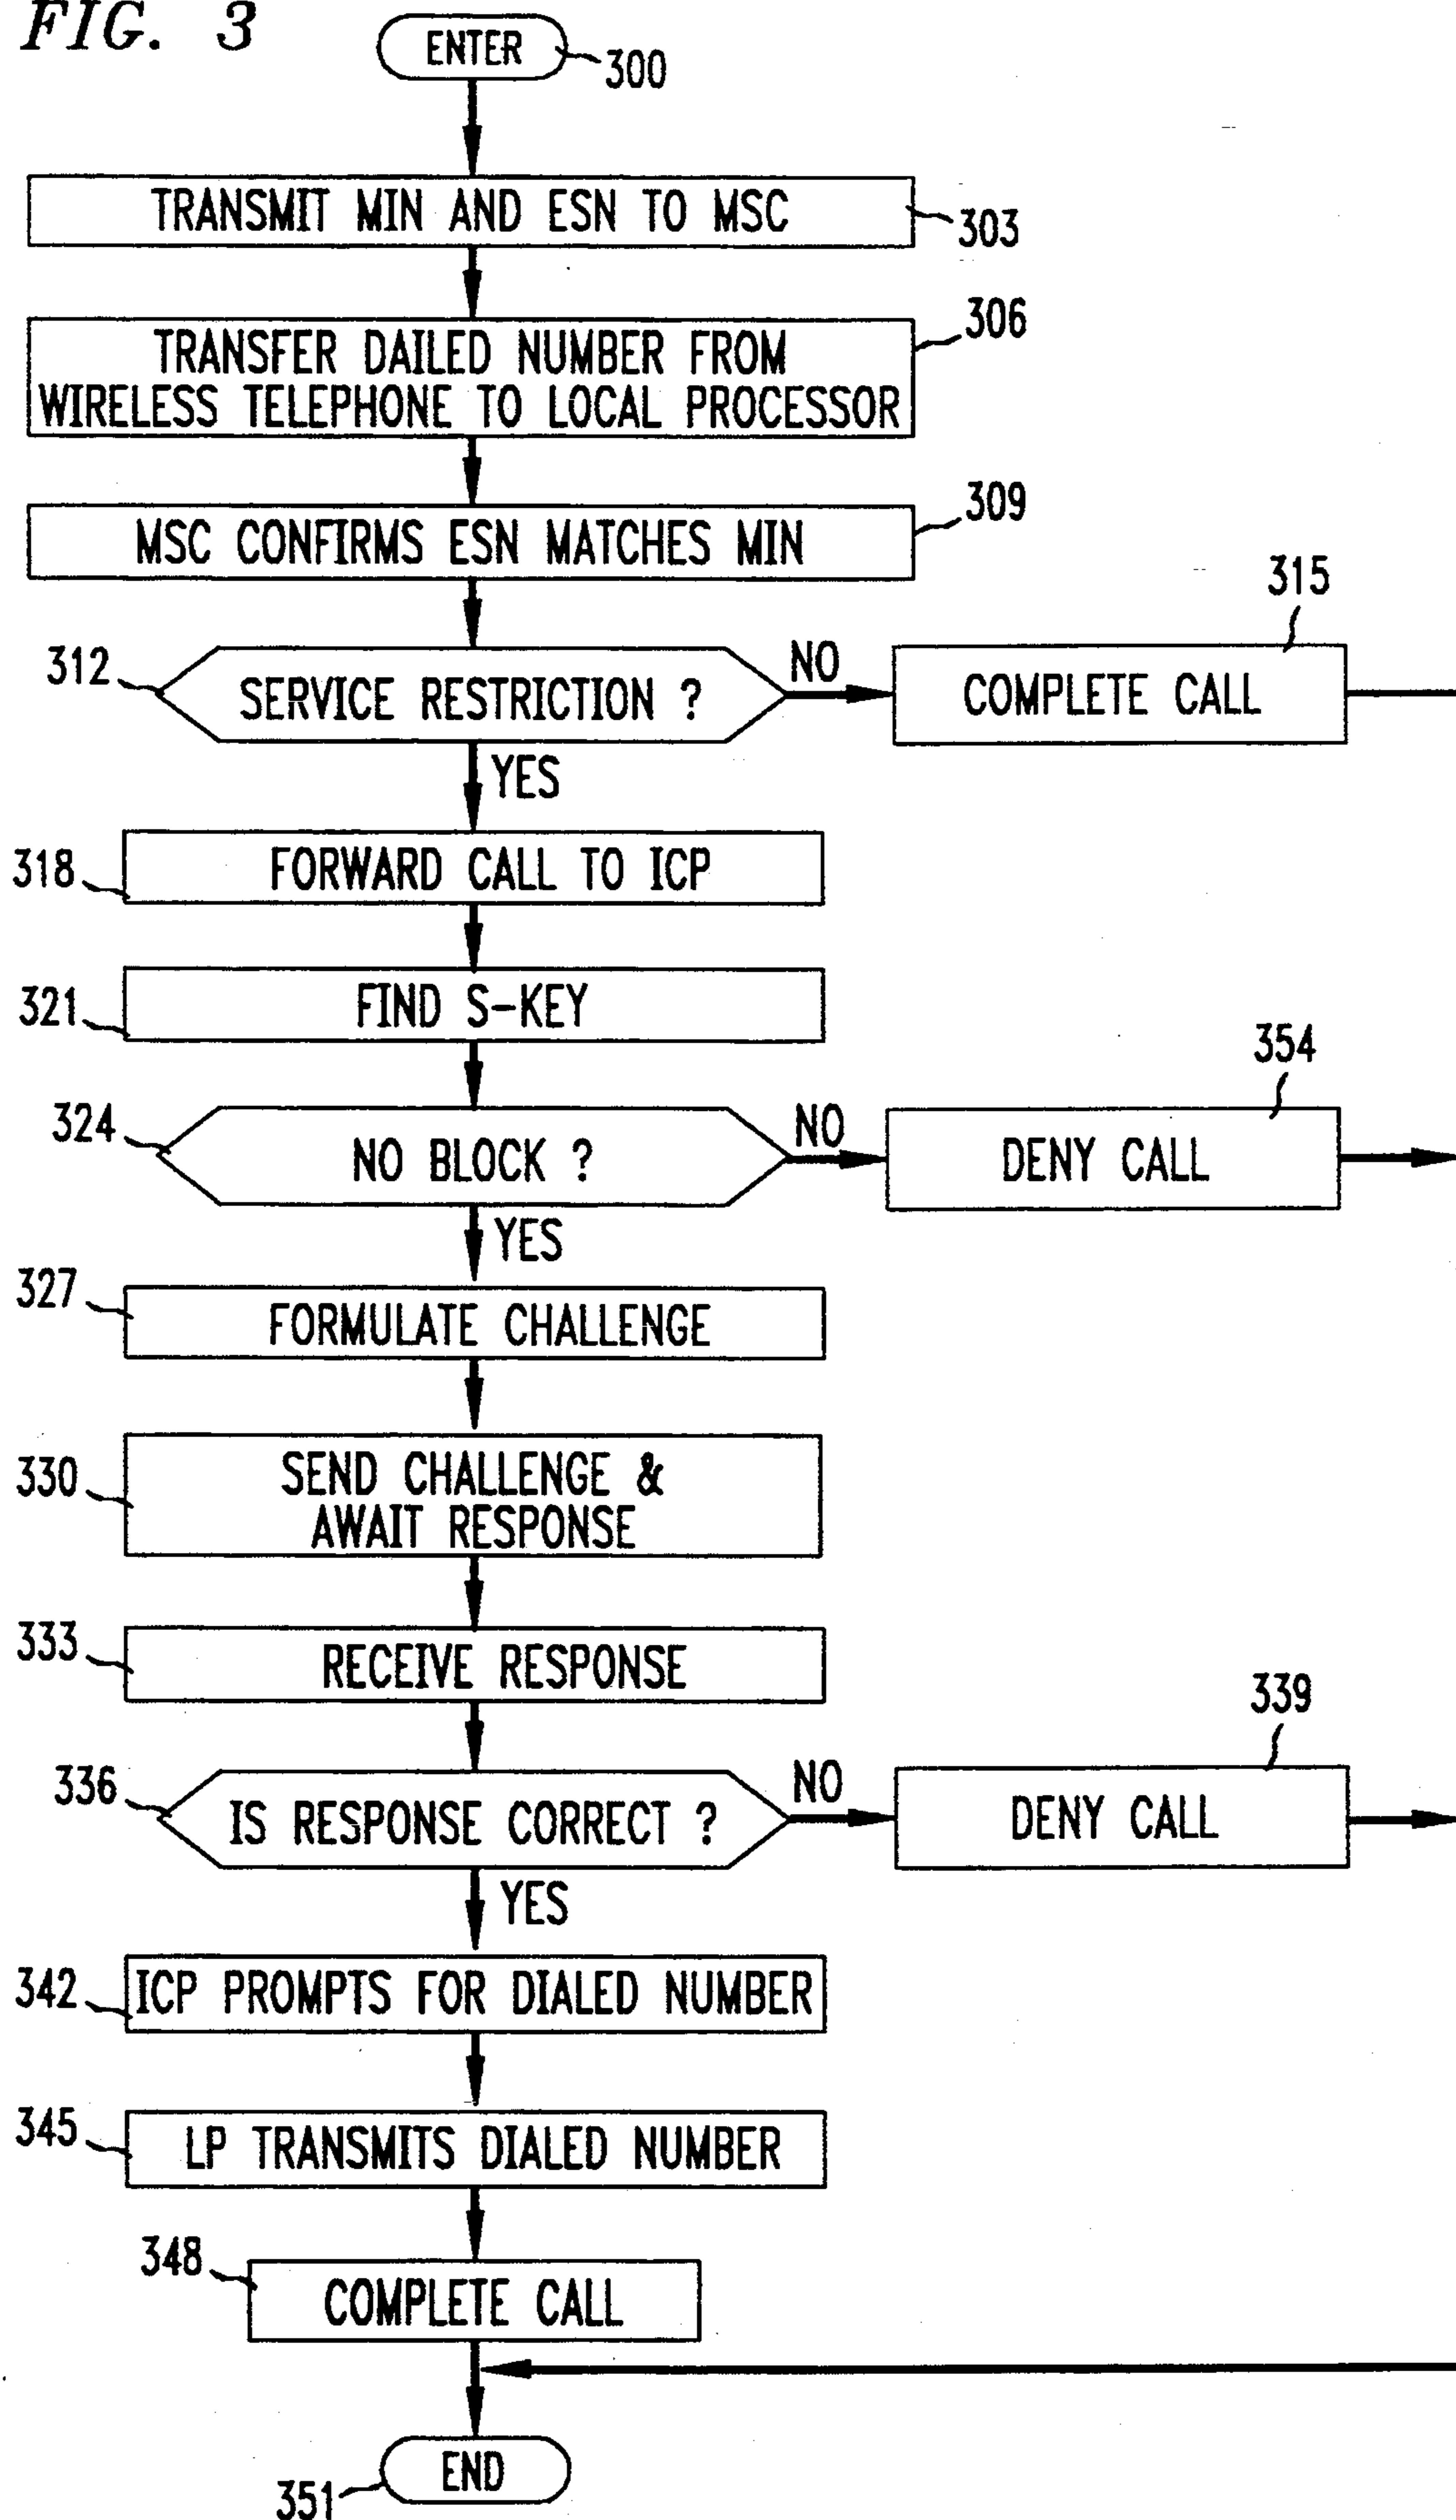 FIG. 3
ENTER
300
TRANSMIT MIN AND ESN TO MSC
303
306
TRANSFER DAILED NUMBER FROM
WIRELESS TELEPHONE TO LOCAL PROCESSOR
309
MSC CONFIRMS ESN MATCHES MIN
315
312
SERVICE RESTRICTION ?
NO
COMPLETE CALL
YES
318
FORWARD CALL TO ICP
321
FIND S-KEY
354
324
NO BLOCK ?
NO
DENY CALL
YES
327
FORMULATE CHALLENGE
330
SEND CHALLENGE &
AWAIT RESPONSE
333
RECEIVE RESPONSE
339
336
IS RESPONSE CORRECT ?
NO
DENY CALL
YES
342
ICP PROMPTS FOR DIALED NUMBER
345
LP TRANSMITS DIALED NUMBER
348
COMPLETE CALL
END
351